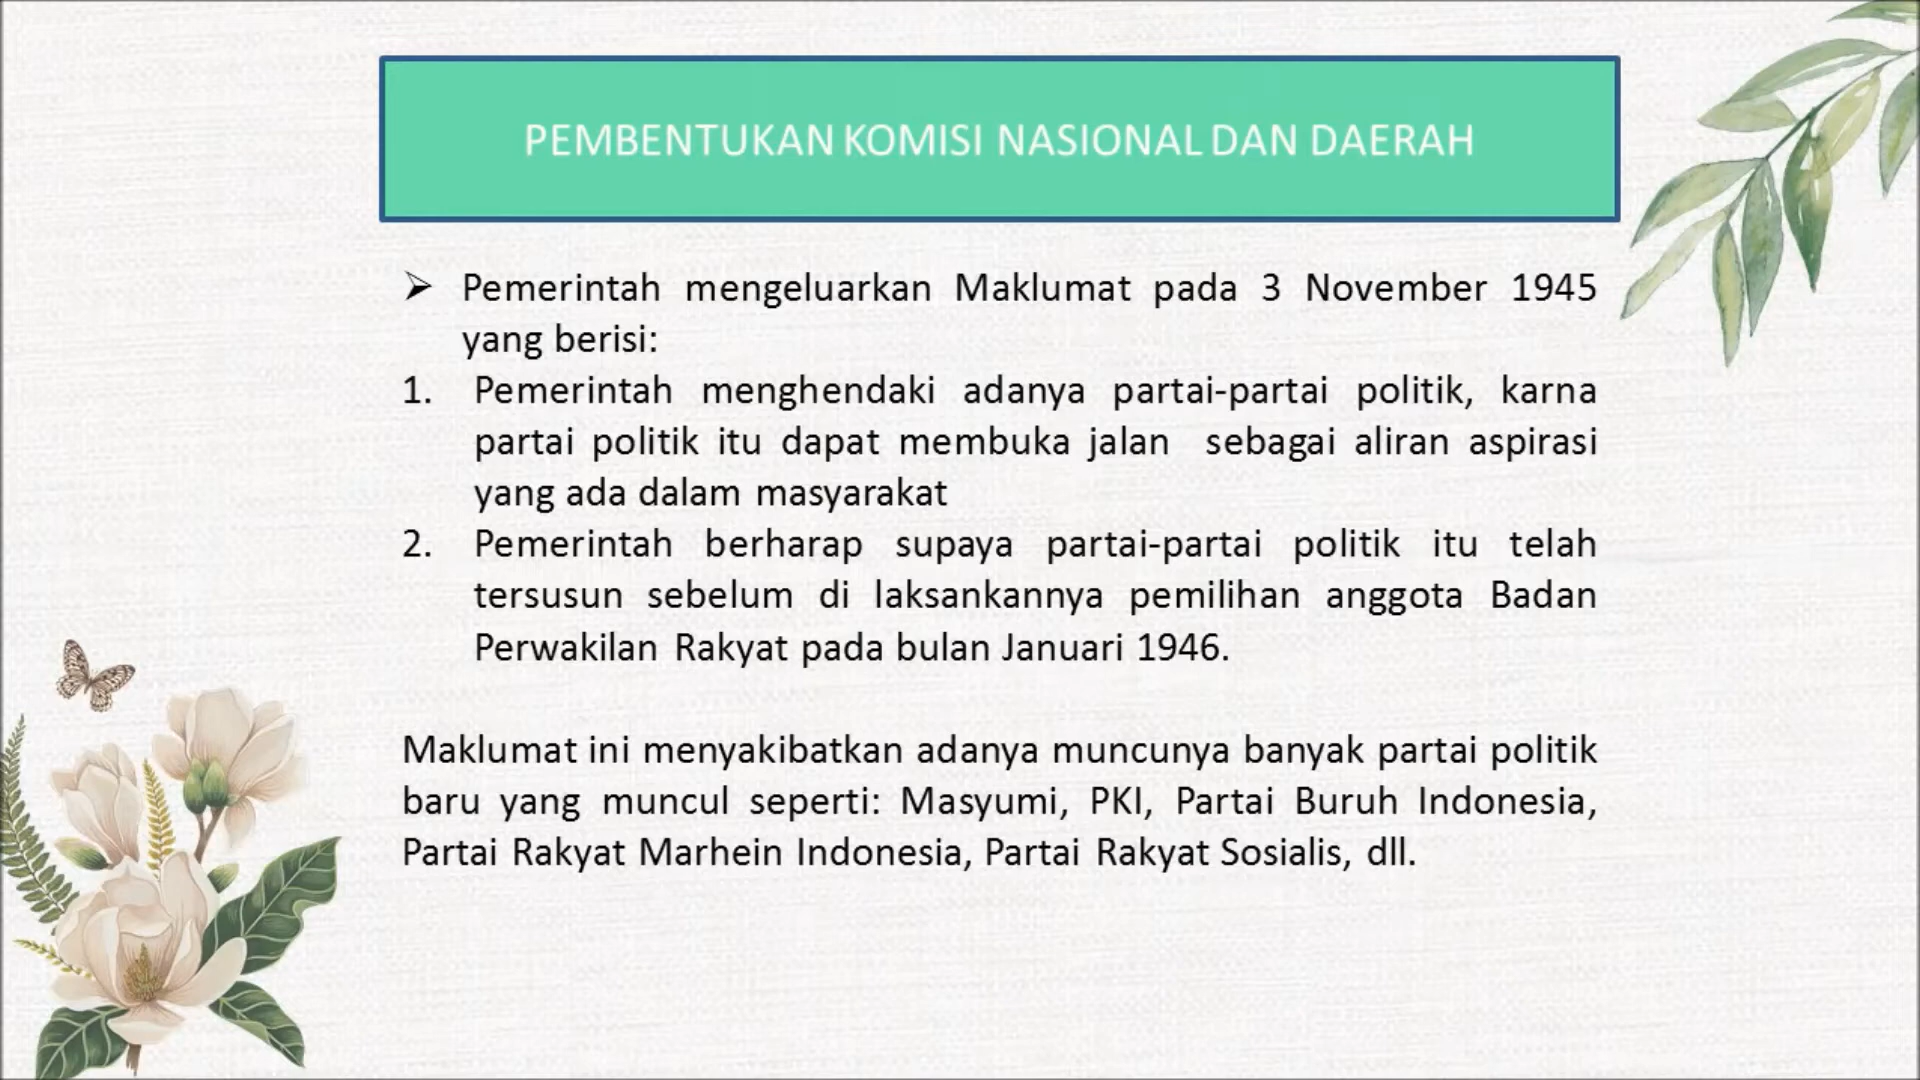 PEMBENTUKAN KOMISI NASIONAL DAN DAERAH
➢ Pemerintah mengeluarkan Maklumat pada 3 November 1945
yang berisi:
1. Pemerintah menghendaki adanya partai-partai politik, karna
partai politik itu dapat membuka jalan sebagai aliran aspirasi
yang ada dalam masyarakat
2. Pemerintah berharap supaya partai-partai politik itu telah
tersusun sebelum di laksankannya pemilihan anggota Badan
Perwakilan Rakyat pada bulan Januari 1946.
Maklumat ini menyakibatkan adanya muncunya banyak partai politik
baru yang muncul seperti: Masyumi, PKI, Partai Buruh Indonesia,
Partai Rakyat Marhein Indonesia, Partai Rakyat Sosialis, dll.